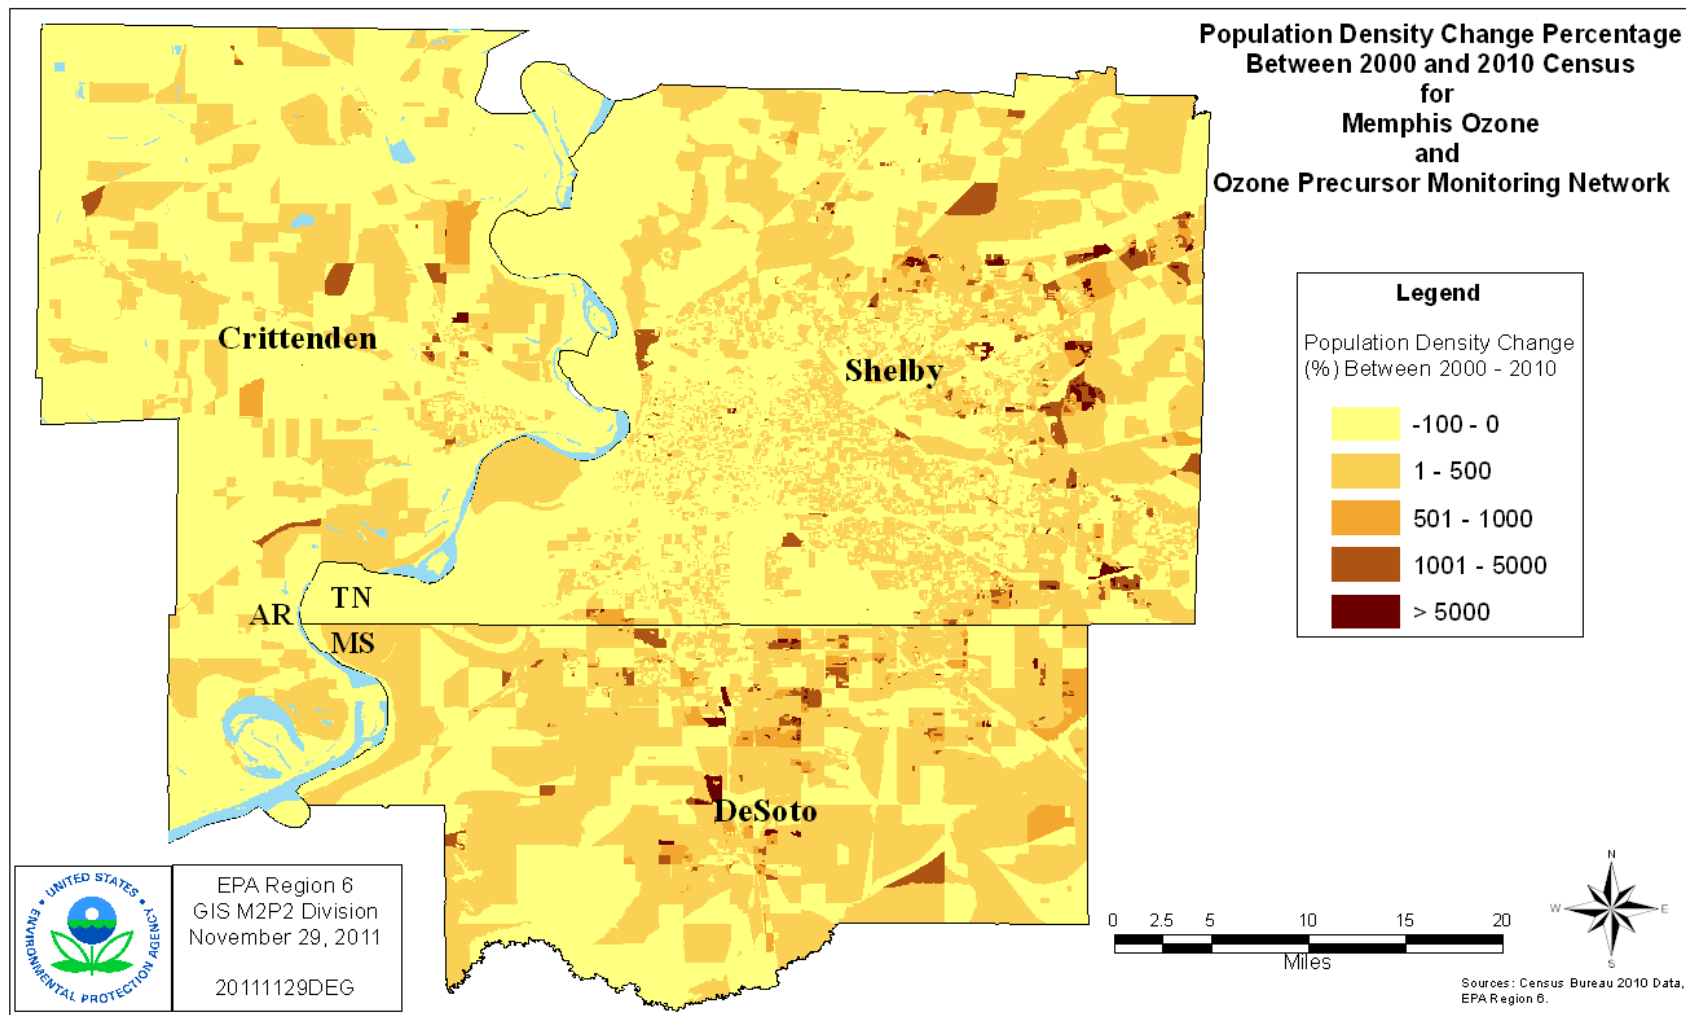 Population Density Change Percentage
Between 2000 and 2010 Census
for
Memphis Ozone
and
Ozone Precursor Monitoring Network
Legend
Population Density Change
(%) Between 2000 - 2010
-100 - 0
1 - 500
501 - 1000
1001 - 5000
> 5000
Crittenden
Shelby
TN
AR
MS
DeSoto
UNITED STATES • ENVIRONMENTAL PROTECTION AGENCY •
EPA Region 6
GIS M2P2 Division
November 29, 2011
20111129DEG
0 2.5 5 10 15 20
Miles
N
W E
S
Sources: Census Bureau 2010 Data,
EPA Region 6.